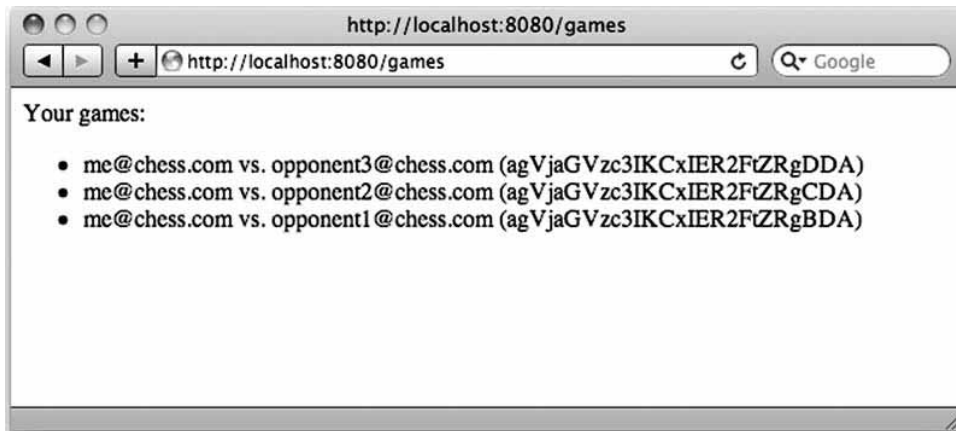 http://localhost:8080/games
http://localhost:8080/games
Google
Your games:
• me@chess.com vs. opponent3@chess.com (agVjaGVzc3IKCxIER2FtZRgDDA)
• me@chess.com vs. opponent2@chess.com (agVjaGVzc3IKCxIER2FtZRgCDA)
• me@chess.com vs. opponent1@chess.com (agVjaGVzc3IKCxIER2FtZRgBDA)